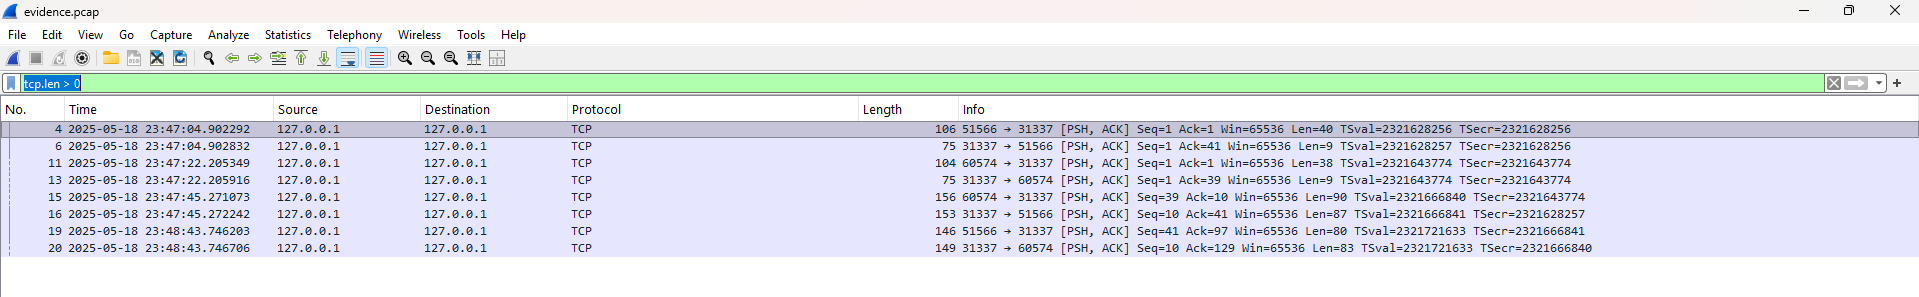 evidence.pcap
File Edit View Go Capture Analyze Statistics Telephony Wireless Tools Help
tcp.len > 0
No. Time Source Destination Protocol Length Info
4 2025-05-18 23:47:04.902292 127.0.0.1 127.0.0.1 TCP 106 51566 → 31337 [PSH, ACK] Seq=1 Ack=1 Win=65536 Len=40 TSval=2321628256 TSecr=2321628256
6 2025-05-18 23:47:04.902832 127.0.0.1 127.0.0.1 TCP 75 31337 → 51566 [PSH, ACK] Seq=1 Ack=41 Win=65536 Len=9 TSval=2321628257 TSecr=2321628256
11 2025-05-18 23:47:22.205349 127.0.0.1 127.0.0.1 TCP 104 60574 → 31337 [PSH, ACK] Seq=1 Ack=1 Win=65536 Len=38 TSval=2321643774 TSecr=2321643774
13 2025-05-18 23:47:22.205916 127.0.0.1 127.0.0.1 TCP 75 31337 → 60574 [PSH, ACK] Seq=1 Ack=39 Win=65536 Len=9 TSval=2321643774 TSecr=2321643774
15 2025-05-18 23:47:45.271073 127.0.0.1 127.0.0.1 TCP 156 60574 → 31337 [PSH, ACK] Seq=39 Ack=10 Win=65536 Len=90 TSval=2321666840 TSecr=2321643774
16 2025-05-18 23:47:45.272242 127.0.0.1 127.0.0.1 TCP 153 31337 → 51566 [PSH, ACK] Seq=10 Ack=41 Win=65536 Len=87 TSval=2321666841 TSecr=2321628257
19 2025-05-18 23:48:43.746203 127.0.0.1 127.0.0.1 TCP 146 51566 → 31337 [PSH, ACK] Seq=41 Ack=97 Win=65536 Len=80 TSval=2321721633 TSecr=2321666841
20 2025-05-18 23:48:43.746706 127.0.0.1 127.0.0.1 TCP 149 31337 → 60574 [PSH, ACK] Seq=10 Ack=129 Win=65536 Len=83 TSval=2321721633 TSecr=2321666840